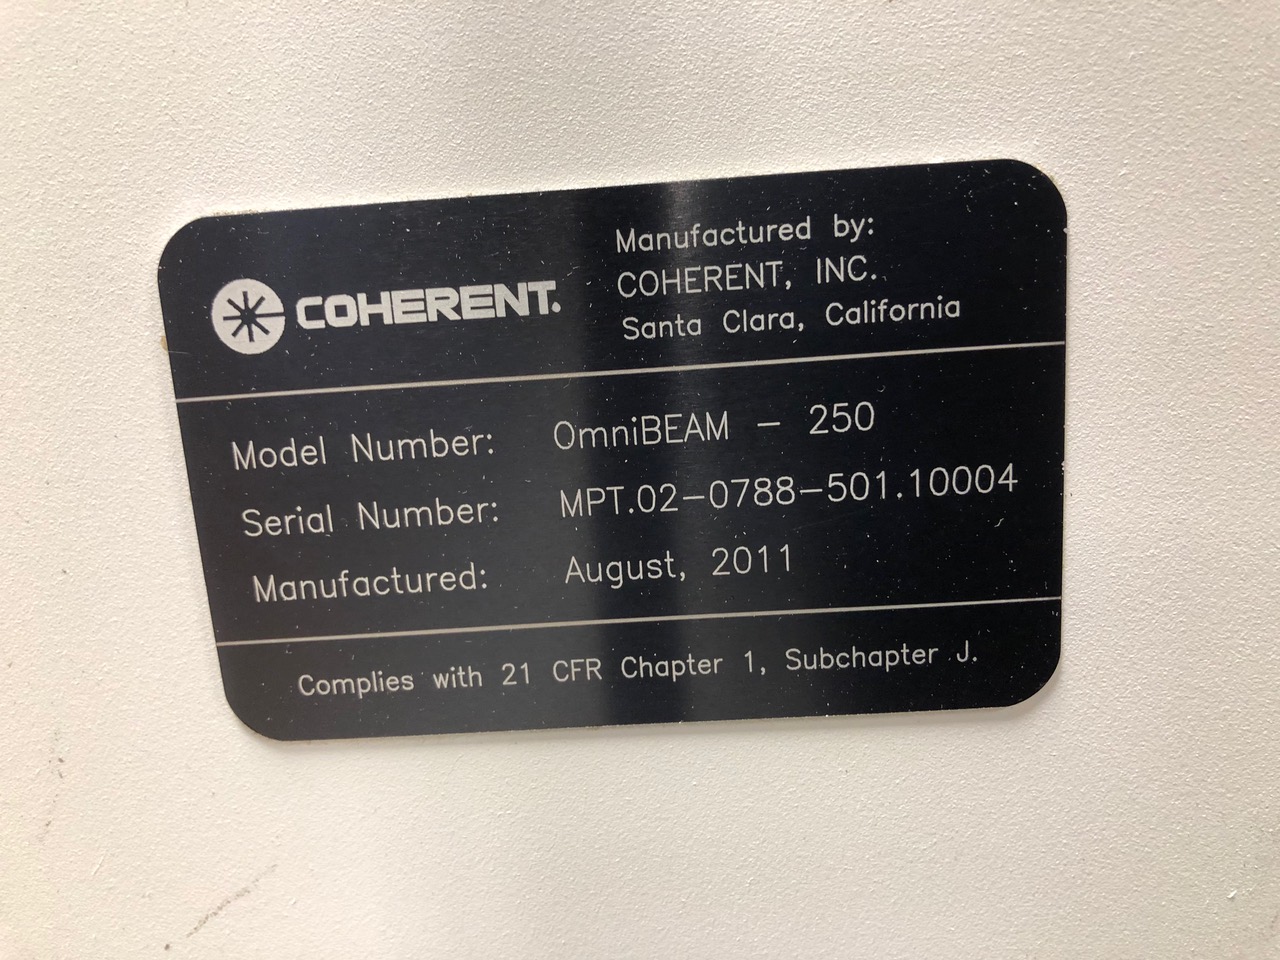 COHERENT.
Manufactured by:
COHERENT, INC.
Santa Clara, California
Model Number: OmniBEAM - 250
Serial Number: MPT.02-0788-501.10004
Manufactured: August, 2011
Complies with 21 CFR Chapter 1, Subchapter J.